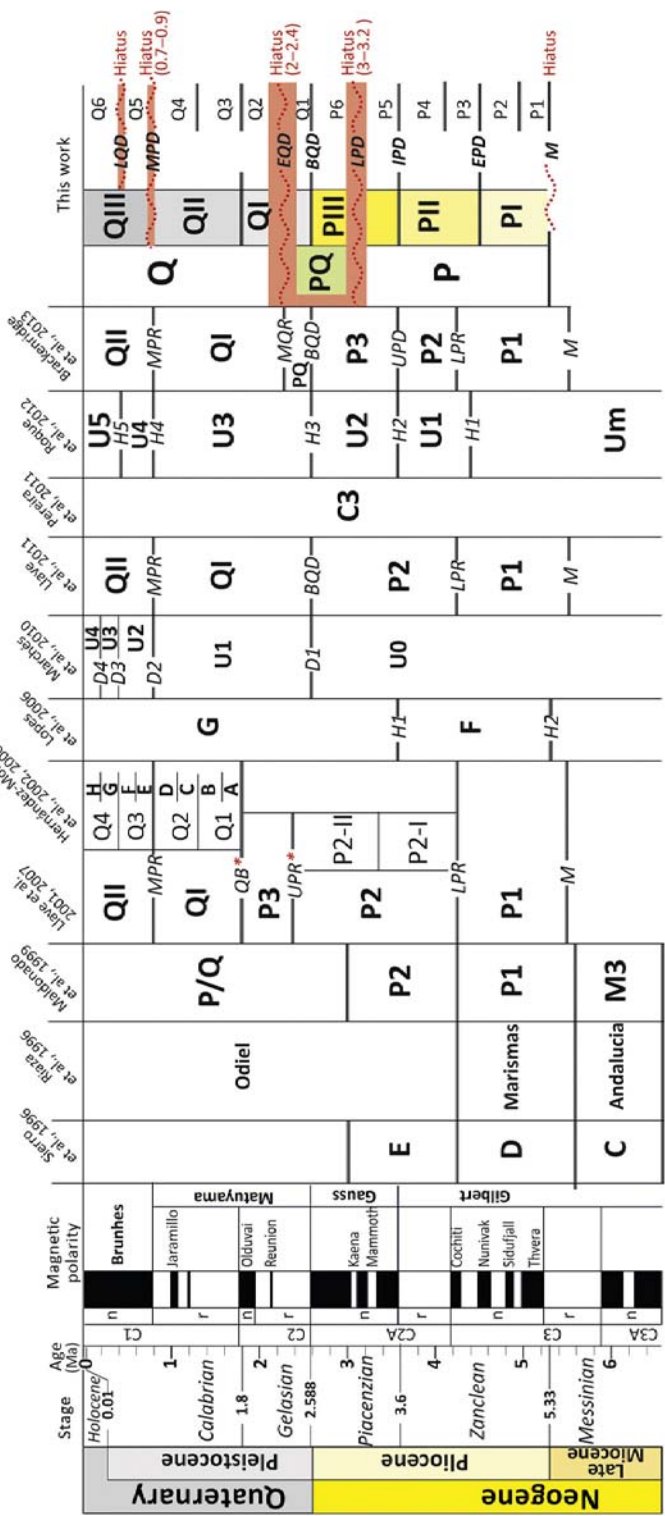 Stage
Age
(Ma)
Magnetic
polarity
Sierro
et al., 1996
Riaza
et al., 1996
Maldonado
et al., 1999
Llave et al.
2001, 2007
et al., 2002,
Lopes
et al., 2006
Marchés
et al, 2010
Llave
et al, 2011
Pereira
et al, 2011
Roque
et al, 2012
Brackenridge
et al, 2013
This work
Quaternary
Neogene
Pleistocene
Pliocene
Late
Miocene
Holocene
0.01
Calabrian
1.8
Gelasian
2.588
Piacenzian
3.6
Zanclean
5.33
Messinian
0
1
2
3
4
5
6
C1
C2
C2A
C3
C3A
n
r
n
r
n
r
n
r
n
Brunhes
Jaramillo
Olduvai
Reunion
Kaena
Mammoth
Cochiti
Nunivak
Sidufjall
Thvera
Matuyama
Gauss
Gilbert
E
D
C
Odiel
Marismas
Andalucia
P/Q
P2
P1
M3
QII
MPR
QI
QB*
P3
UPR*
P2
LPR
P1
M
Q4
Q3
Q2
Q1
H
G
F
E
D
C
B
A
P2-II
P2-I
G
H1
F
H2
U4
D4
U3
D3
U2
D2
U1
D1
U0
QII
MPR
QI
BQD
P2
LPR
P1
M
C3
U5
H5
U4
H4
U3
H3
U2
H2
U1
H1
Um
QII
MPR
QI
MQR
PQ
BQD
P3
UPD
P2
LPR
P1
M
Q
PQ
P
QIII
QII
QI
PIII
PII
PI
LQD
MPD
EQD
BQD
LPD
IPD
EPD
M
Q6
Q5
Q4
Q3
Q2
Q1
P6
P5
P4
P3
P2
P1
Hiatus
Hiatus
(0.7–0.9)
Hiatus
(2–2.4)
Hiatus
(3–3.2)
Hiatus